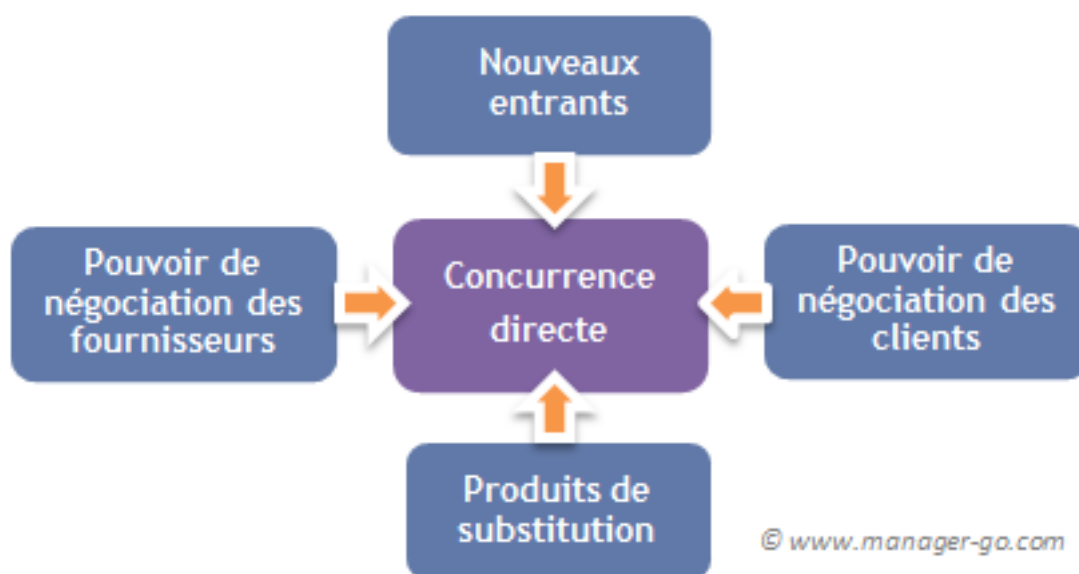 Nouveaux
entrants
Pouvoir de
négociation des
fournisseurs
Concurrence
directe
Pouvoir de
négociation des
clients
Produits de
substitution
© www.manager-go.com